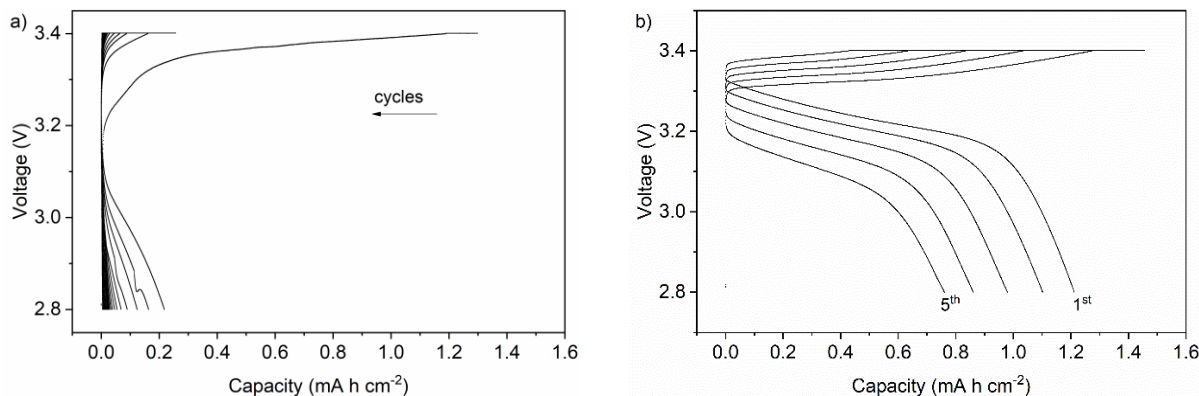 a)
Voltage (V)
3.4
3.2
3.0
2.8
cycles
0.0 0.2 0.4 0.6 0.8 1.0 1.2 1.4 1.6
Capacity (mA h cm⁻²)
b)
Voltage (V)
3.4
3.2
3.0
2.8
5th
1st
0.0 0.2 0.4 0.6 0.8 1.0 1.2 1.4 1.6
Capacity (mA h cm⁻²)